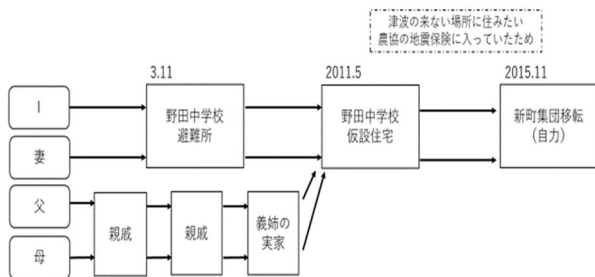 津波の来ない場所に住みたい
農協の地震保険に入っていたため
3.11
2011.5
2015.11
I
妻
父
母
野田中学校
避難所
親戚
親戚
義姉の
実家
野田中学校
仮設住宅
新町集団移転
(自力)